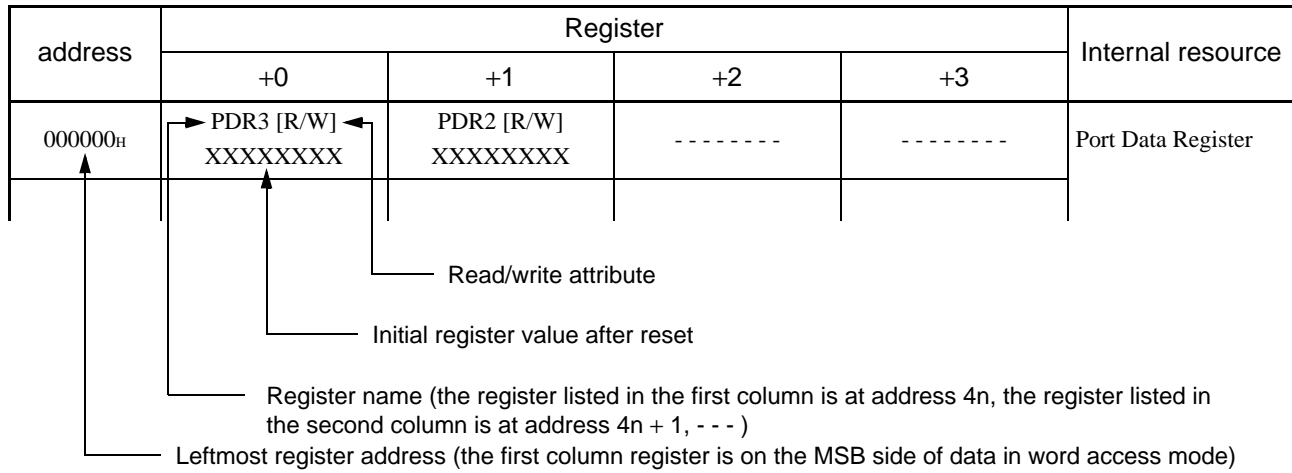 address
Register
Internal resource
+0
+1
+2
+3
000000H
PDR3 [R/W]
XXXXXXXX
PDR2 [R/W]
XXXXXXXX
- - - - - - - -
- - - - - - - -
Port Data Register
Read/write attribute
Initial register value after reset
Register name (the register listed in the first column is at address 4n, the register listed in
the second column is at address 4n + 1, - - - )
Leftmost register address (the first column register is on the MSB side of data in word access mode)